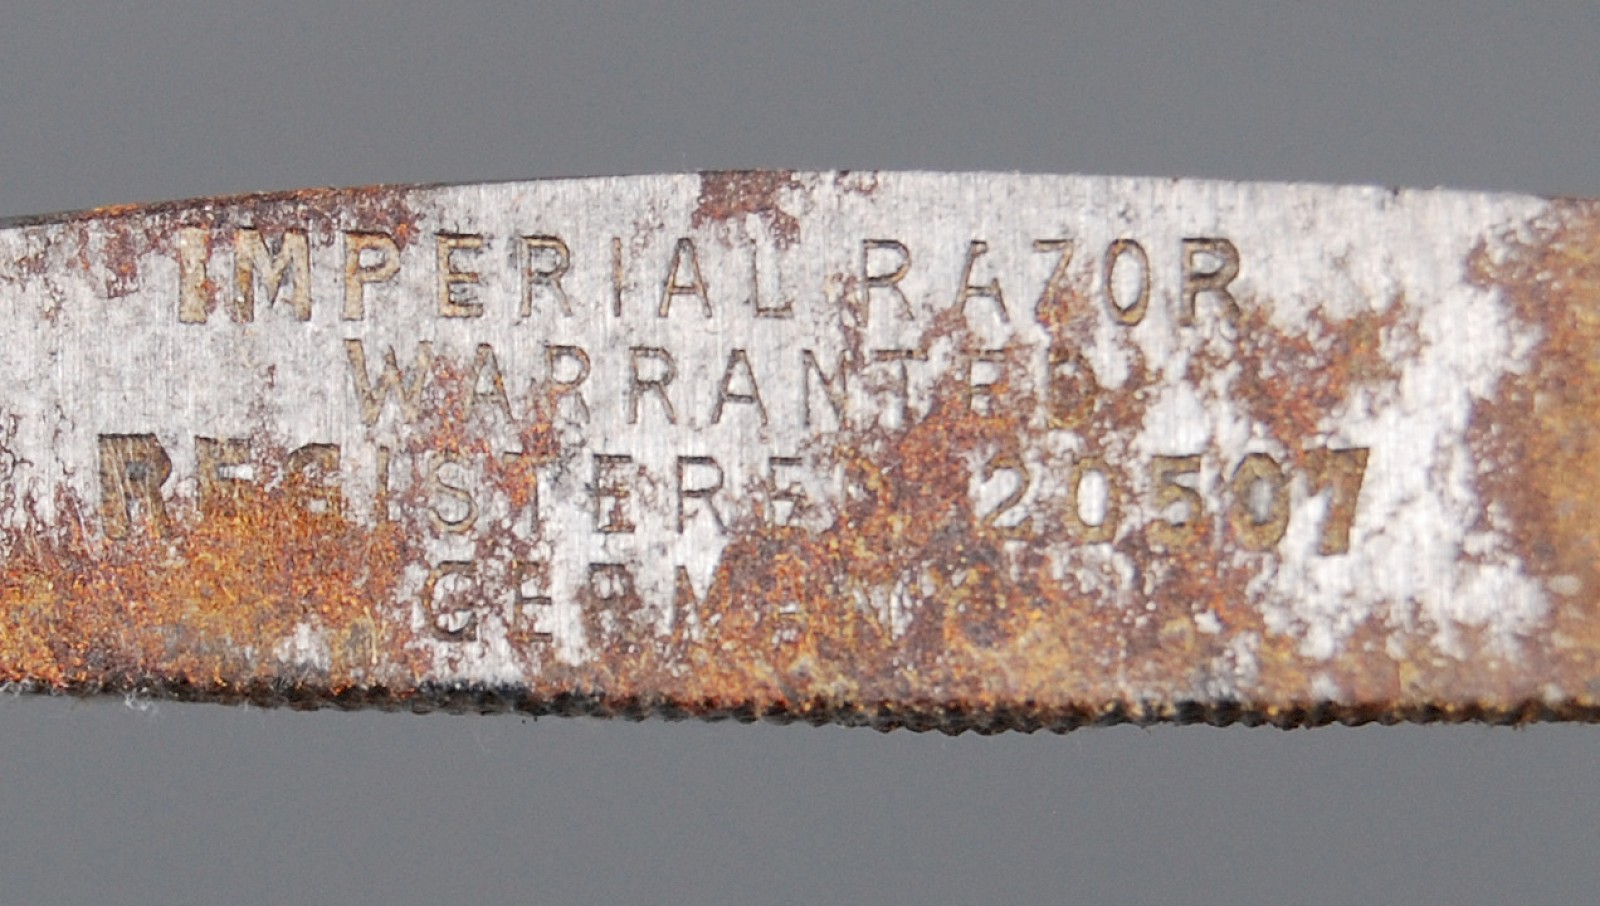 IMPERIAL RAZOR
WARRANTED
REGISTERED 20507
GERMANY